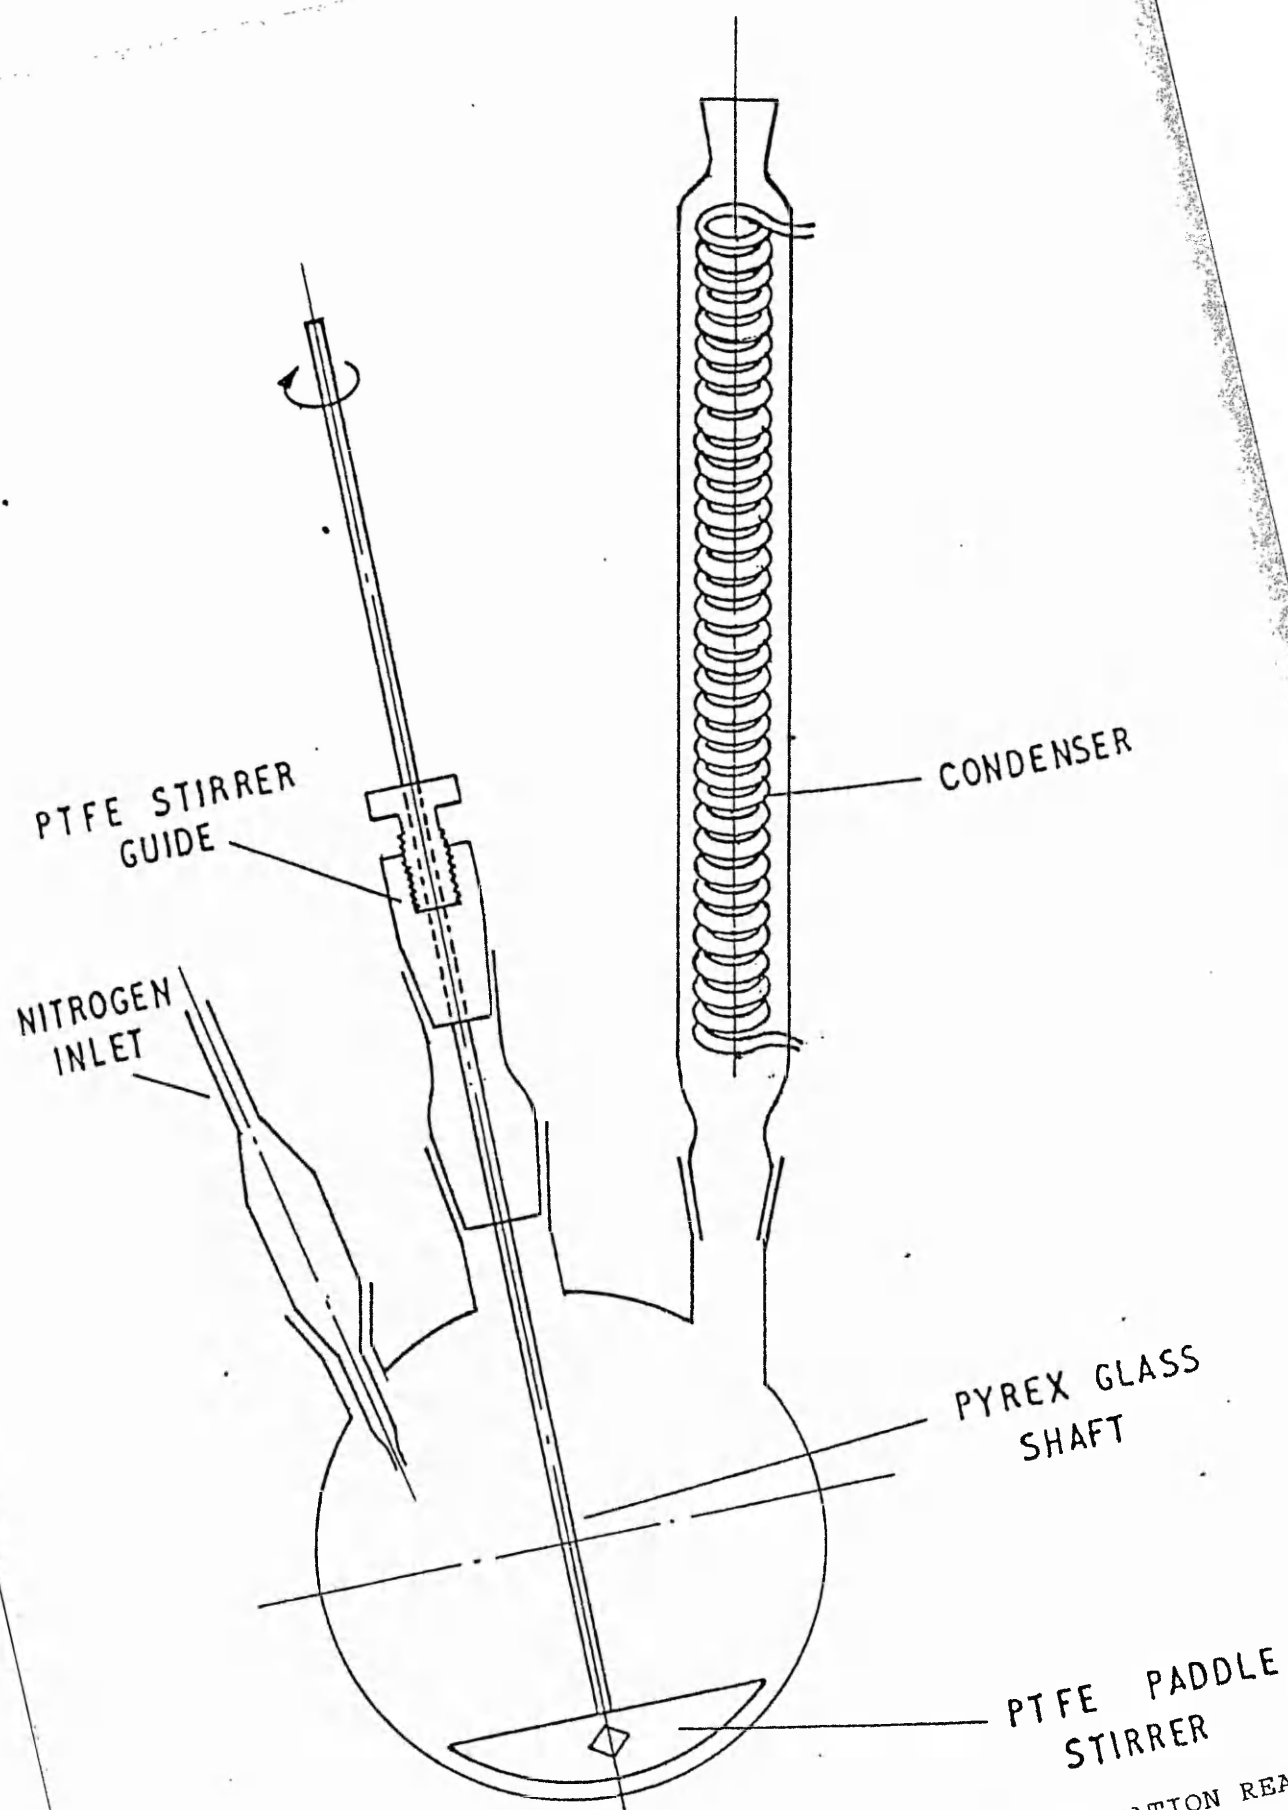 CONDENSER
PTFE STIRRER
GUIDE
NITROGEN
INLET
PYREX GLASS
SHAFT
PTFE PADDLE
STIRRER